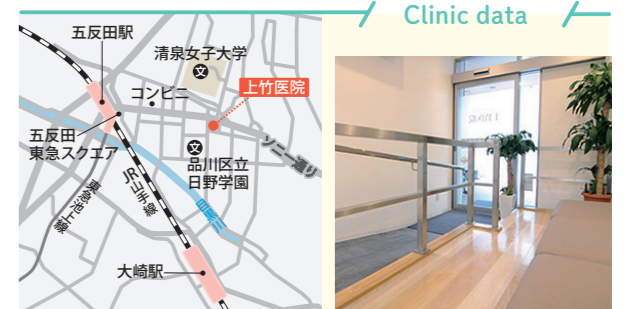 Clinic data
五反田駅
清泉女子大学
文
コンビニ
上竹医院
五反田
東急スクエア
文
品川区立
日野学園
ソニー通り
東急池上線
JR山手線
目黒川
大崎駅